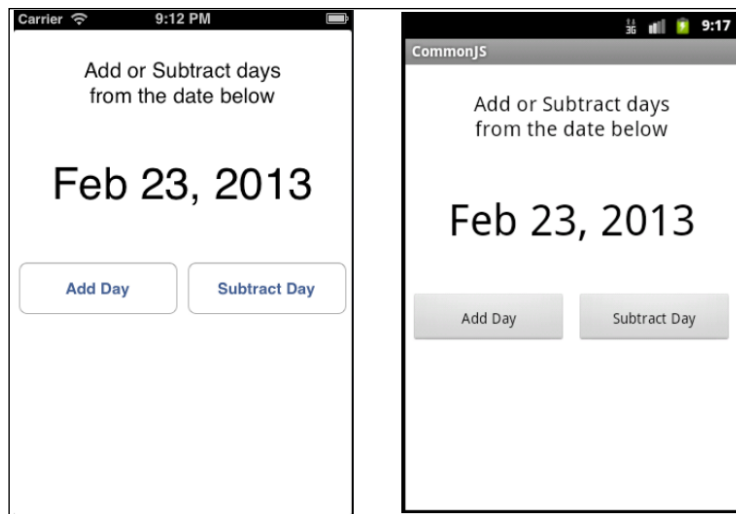 Carrier 9:12 PM
Add or Subtract days
from the date below
Feb 23, 2013
Add Day Subtract Day
3G 9:17
CommonJS
Add or Subtract days
from the date below
Feb 23, 2013
Add Day Subtract Day